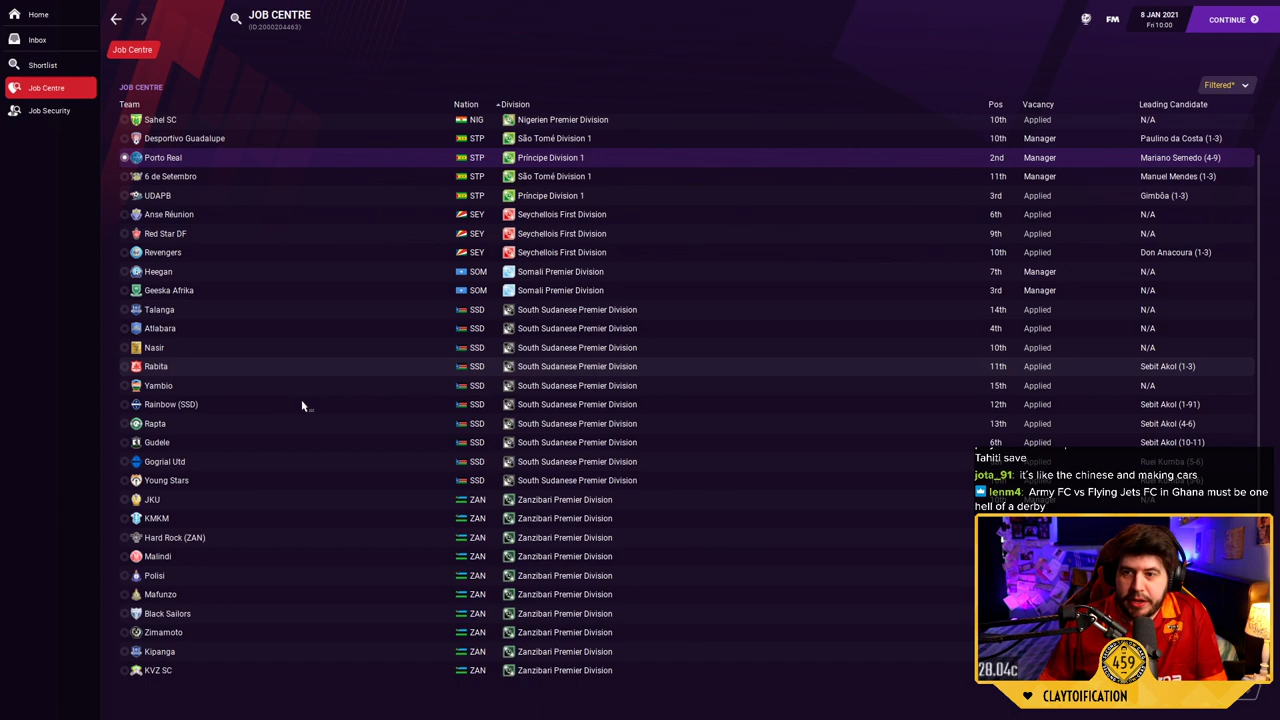 Home
Inbox
Shortlist
Job Centre
Job Security
JOB CENTRE
(ID:2000204463)
FM
8 JAN 2021
Fri 10:00
CONTINUE
Job Centre
JOB CENTRE
Filtered*
Team Nation Division Pos Vacancy Leading Candidate
Sahel SC NIG Nigerien Premier Division 10th Applied N/A
Desportivo Guadalupe STP São Tomé Division 1 10th Manager Paulino da Costa (1-3)
Porto Real STP Príncipe Division 1 2nd Manager Mariano Semedo (4-9)
6 de Setembro STP São Tomé Division 1 11th Manager Manuel Mendes (1-3)
UDAPB STP Príncipe Division 1 3rd Applied Gimbôa (1-3)
Anse Réunion SEY Seychellois First Division 6th Applied N/A
Red Star DF SEY Seychellois First Division 9th Applied N/A
Revengers SEY Seychellois First Division 10th Applied Don Anacoura (1-3)
Heegan SOM Somali Premier Division 7th Manager N/A
Geeska Afrika SOM Somali Premier Division 3rd Manager N/A
Talanga SSD South Sudanese Premier Division 14th Applied N/A
Atlabara SSD South Sudanese Premier Division 4th Applied N/A
Nasir SSD South Sudanese Premier Division 10th Applied N/A
Rabita SSD South Sudanese Premier Division 11th Applied Sebit Akol (1-3)
Yambio SSD South Sudanese Premier Division 15th Applied N/A
Rainbow (SSD) SSD South Sudanese Premier Division 12th Applied Sebit Akol (1-91)
Rapta SSD South Sudanese Premier Division 13th Applied Sebit Akol (4-6)
Gudele SSD South Sudanese Premier Division 6th Applied Sebit Akol (10-11)
Gogrial Utd SSD South Sudanese Premier Division Ruei Kumba (5-6)
Young Stars SSD South Sudanese Premier Division
JKU ZAN Zanzibari Premier Division
KMKM ZAN Zanzibari Premier Division
Hard Rock (ZAN) ZAN Zanzibari Premier Division
Malindi ZAN Zanzibari Premier Division
Polisi ZAN Zanzibari Premier Division
Mafunzo ZAN Zanzibari Premier Division
Black Sailors ZAN Zanzibari Premier Division
Zimamoto ZAN Zanzibari Premier Division
Kipanga ZAN Zanzibari Premier Division
KVZ SC ZAN Zanzibari Premier Division
Tahiti save
jota_91: it's like the chinese and making cars
lenm4: Army FC vs Flying Jets FC in Ghana must be one
hell of a derby
28.04c
459
CLAYTOIFICATION